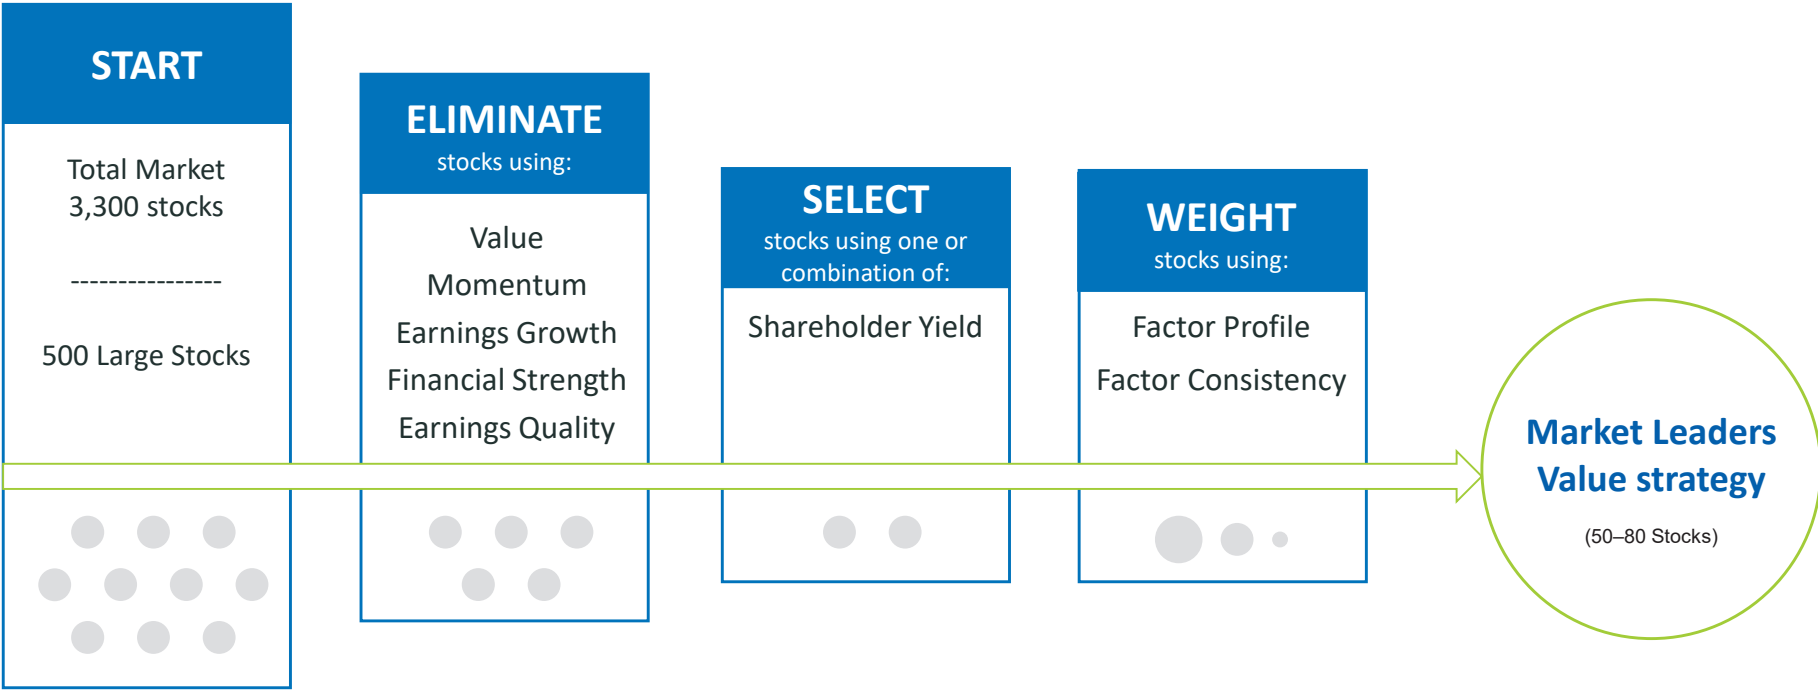 START
Total Market
3,300 stocks
----------------
500 Large Stocks
ELIMINATE
stocks using:
Value
Momentum
Earnings Growth
Financial Strength
Earnings Quality
SELECT
stocks using one or
combination of:
Shareholder Yield
WEIGHT
stocks using:
Factor Profile
Factor Consistency
Market Leaders
Value strategy
(50–80 Stocks)